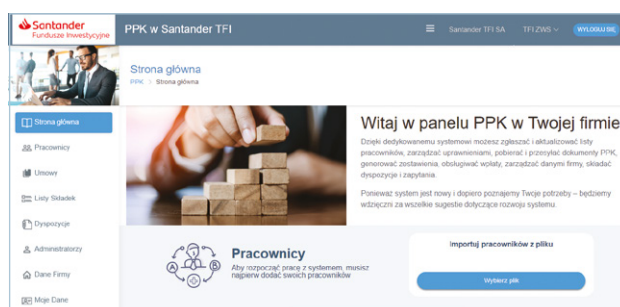 Santander
Fundusze Inwestycyjne
PPK w Santander TFI
Santander TFI SA
TFI ZWS
WYLOGUJ SIĘ
Strona główna
PPK > Strona główna
Strona główna
Pracownicy
Umowy
Listy Składek
Dyspozycje
Administratorzy
Dane Firmy
Moje Dane
Witaj w panelu PPK w Twojej firmie
Dzięki dedykowanemu systemowi możesz zgłaszać i aktualizować listy
pracowników, zarządzać uprawnieniami, pobierać i przesyłać dokumenty PPK,
generować zestawienia, obsługiwać wpłaty, zarządzać danymi firmy, składać
dyspozycje i zapytania.
Ponieważ system jest nowy i dopiero poznajemy Twoje potrzeby – będziemy
wdzięczni za wszelkie sugestie dotyczące rozwoju systemu.
Pracownicy
Aby rozpocząć pracę z systemem, musisz
najpierw dodać swoich pracowników
Importuj pracowników z pliku
Wybierz plik